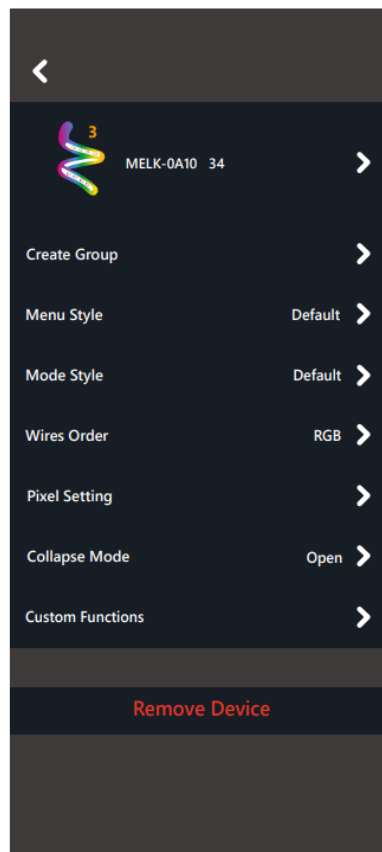 3
MELK-0A10 34
Create Group
Menu Style Default
Mode Style Default
Wires Order RGB
Pixel Setting
Collapse Mode Open
Custom Functions
Remove Device